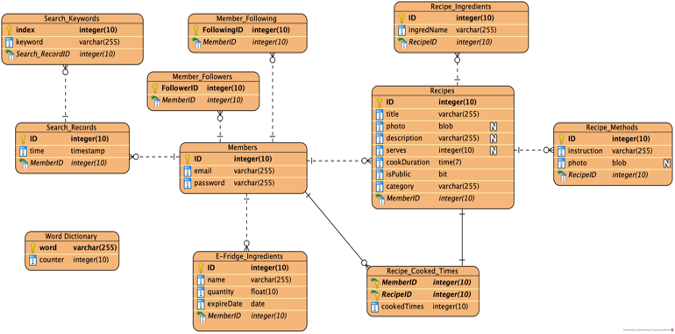 Search_Keywords
index integer(10)
keyword varchar(255)
Search_RecordID integer(10)
Member_Following
FollowingID integer(10)
MemberID integer(10)
Recipe_Ingredients
ID integer(10)
ingredName varchar(255)
RecipeID integer(10)
Member_Followers
FollowerID integer(10)
MemberID integer(10)
Recipes
ID integer(10)
title varchar(255)
photo blob N
description varchar(255) N
serves integer(10) N
cookDuration time(7)
isPublic bit
category varchar(255)
MemberID integer(10)
Search_Records
ID integer(10)
time timestamp
MemberID integer(10)
Members
ID integer(10)
email varchar(255)
password varchar(255)
Recipe_Methods
ID integer(10)
instruction varchar(255)
photo blob N
RecipeID integer(10)
Word Dictionary
word varchar(255)
counter integer(10)
E-Fridge_Ingredients
ID integer(10)
name varchar(255)
quantity float(10)
expireDate date
MemberID integer(10)
Recipe_Cooked_Times
MemberID integer(10)
RecipeID integer(10)
cookedTimes integer(10)